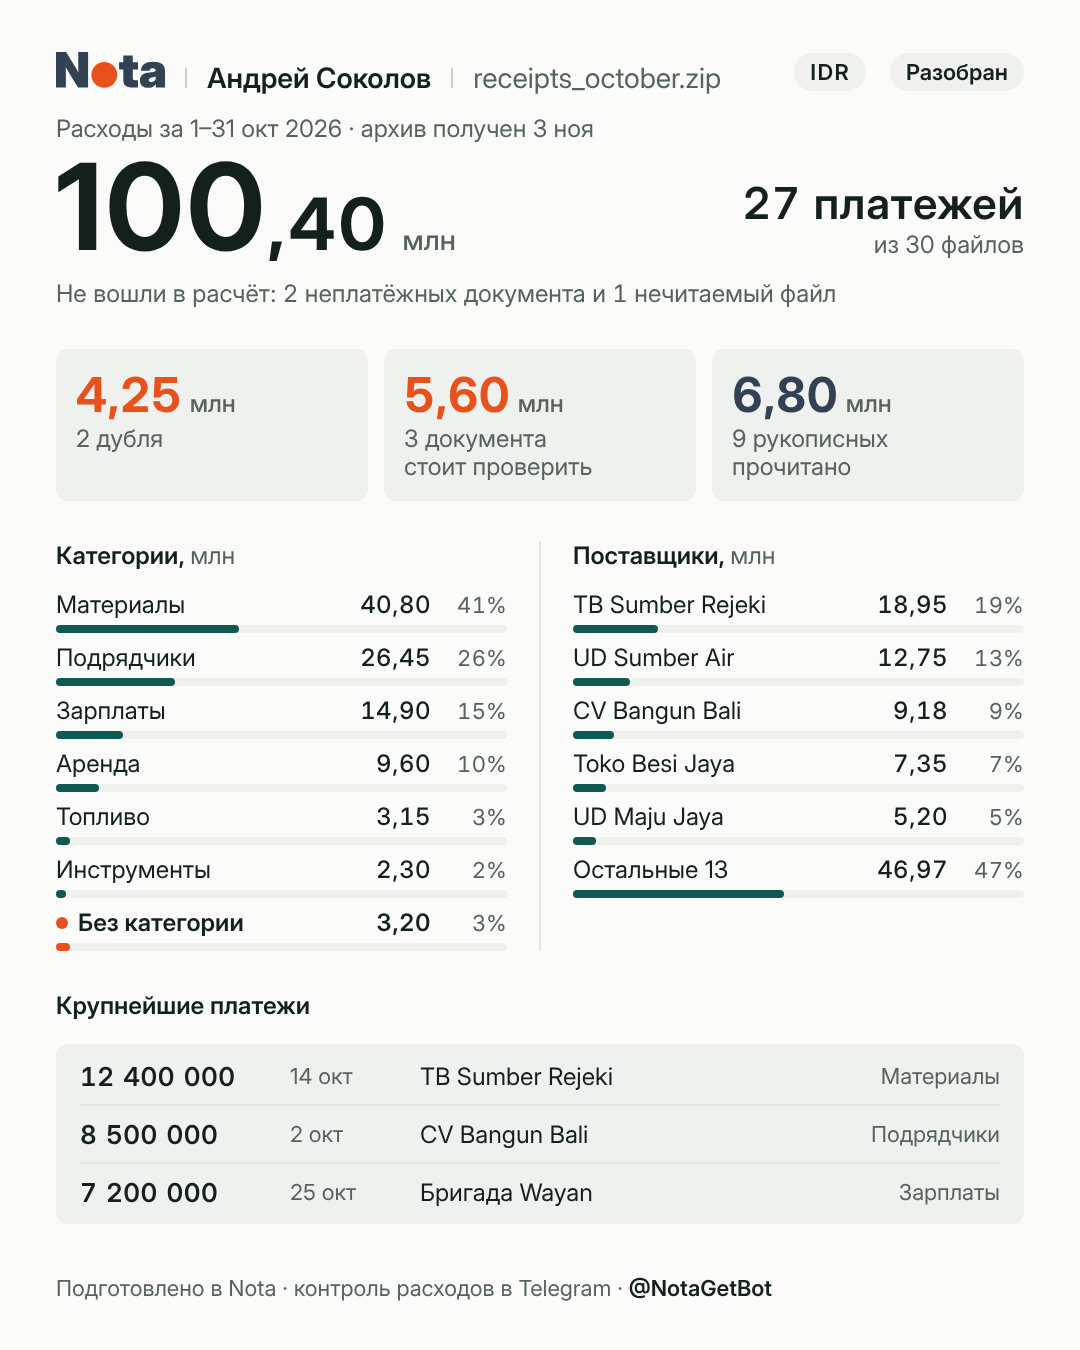 Nota | Андрей Соколов | receipts_october.zip IDR Разобран
Расходы за 1–31 окт 2026 · архив получен 3 ноя
100,40 млн 27 платежей
из 30 файлов
Не вошли в расчёт: 2 неплатёжных документа и 1 нечитаемый файл
4,25 млн
2 дубля
5,60 млн
3 документа
стоит проверить
6,80 млн
9 рукописных
прочитано
Категории, млн
Материалы 40,80 41%
Подрядчики 26,45 26%
Зарплаты 14,90 15%
Аренда 9,60 10%
Топливо 3,15 3%
Инструменты 2,30 2%
Без категории 3,20 3%
Поставщики, млн
TB Sumber Rejeki 18,95 19%
UD Sumber Air 12,75 13%
CV Bangun Bali 9,18 9%
Toko Besi Jaya 7,35 7%
UD Maju Jaya 5,20 5%
Остальные 13 46,97 47%
Крупнейшие платежи
12 400 000 14 окт TB Sumber Rejeki Материалы
8 500 000 2 окт CV Bangun Bali Подрядчики
7 200 000 25 окт Бригада Wayan Зарплаты
Подготовлено в Nota · контроль расходов в Telegram · @NotaGetBot